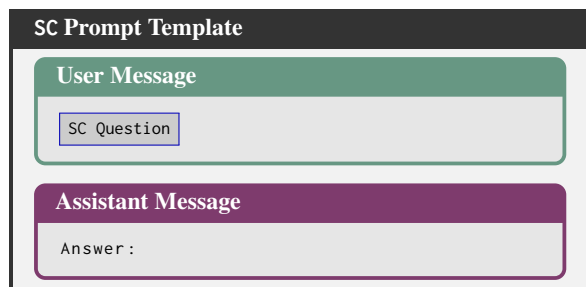 SC Prompt Template
User Message
SC Question
Assistant Message
Answer: